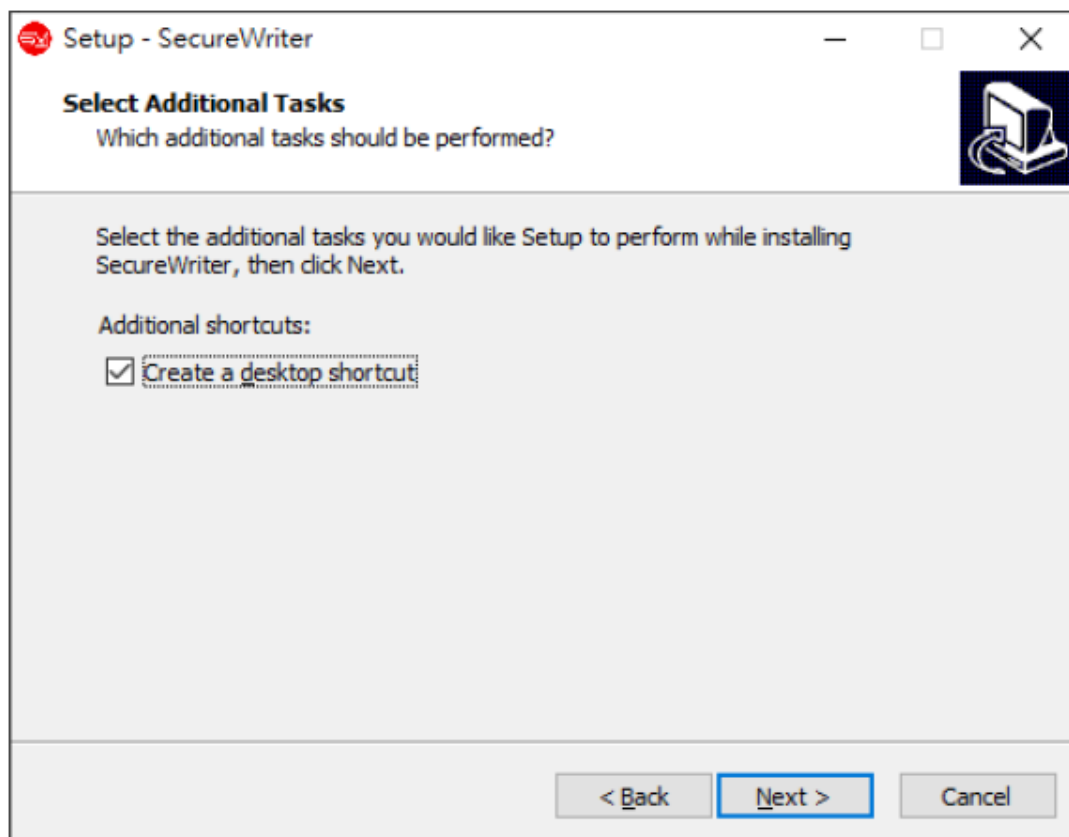 Setup - SecureWriter
Select Additional Tasks
Which additional tasks should be performed?
Select the additional tasks you would like Setup to perform while installing
SecureWriter, then click Next.
Additional shortcuts:
Create a desktop shortcut
< Back
Next >
Cancel